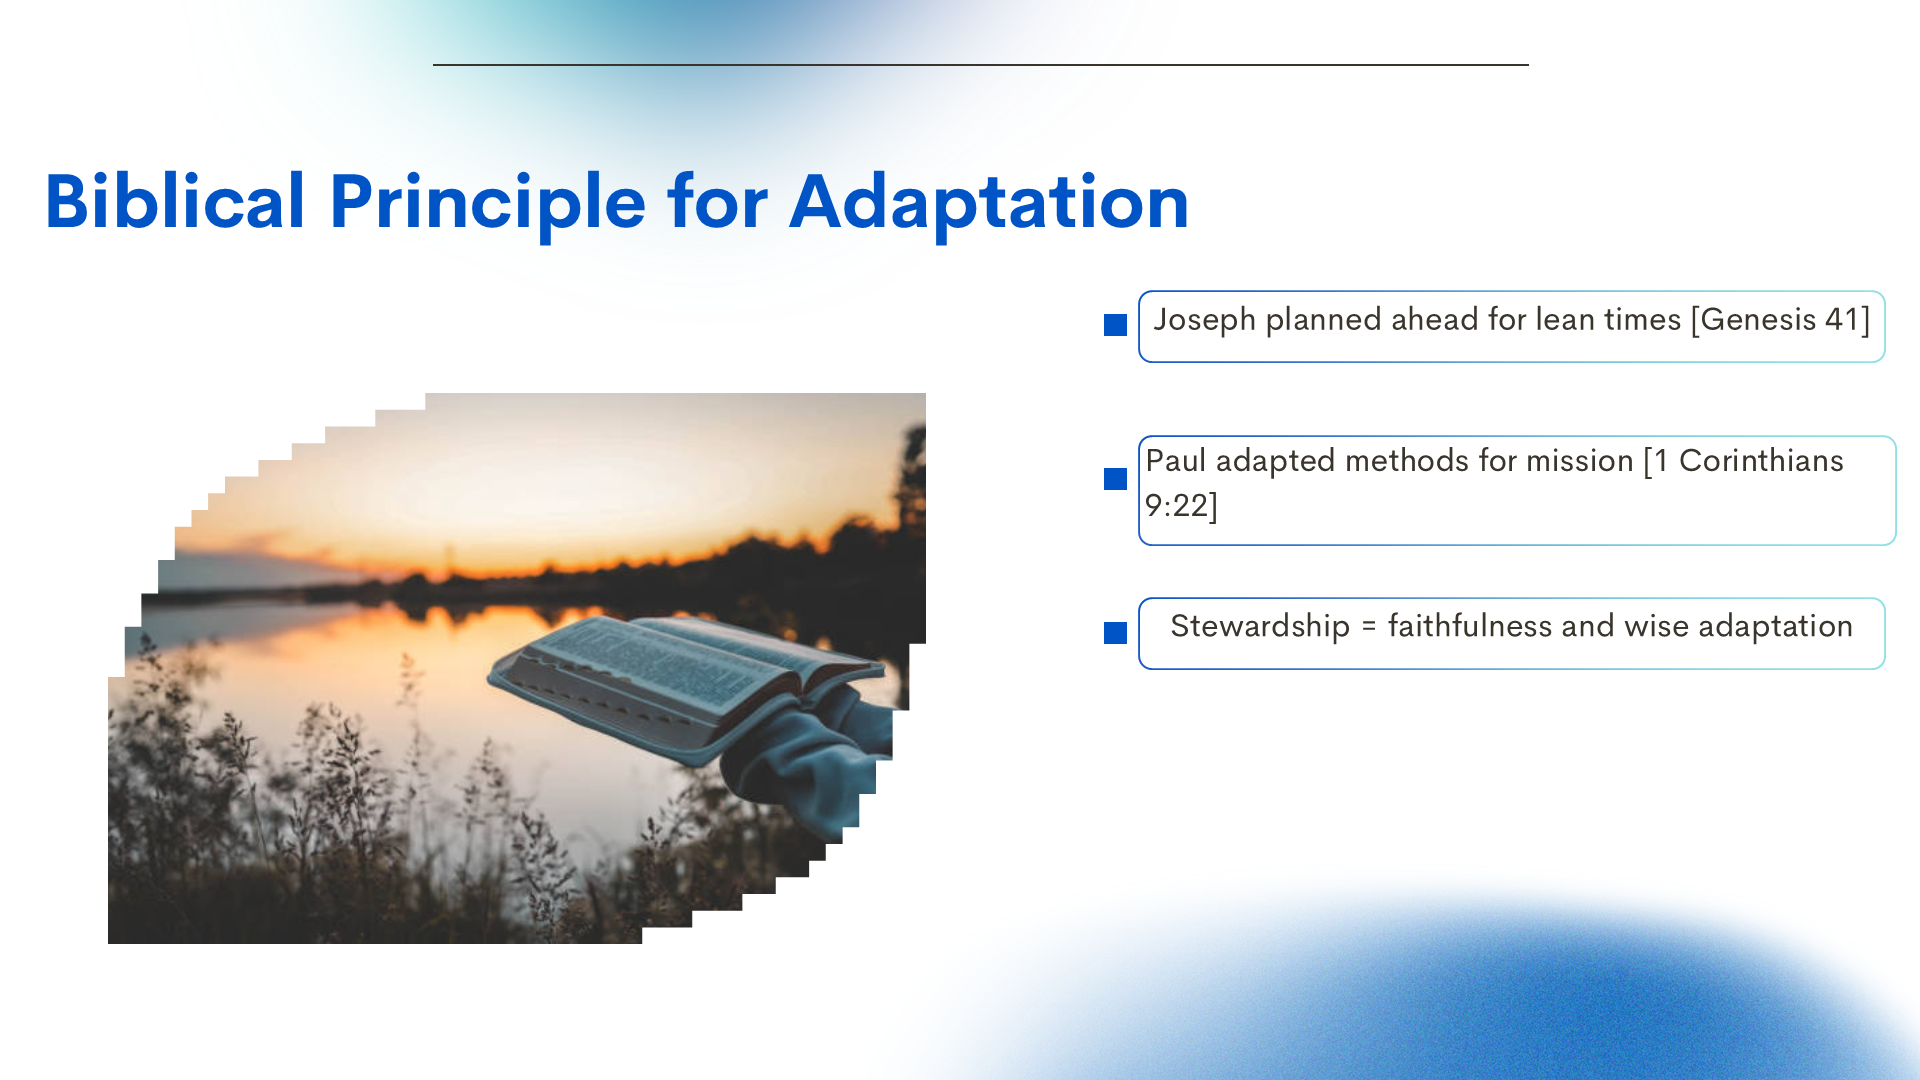 Biblical Principle for Adaptation
Joseph planned ahead for lean times [Genesis 41]
Paul adapted methods for mission [1 Corinthians
9:22]
Stewardship = faithfulness and wise adaptation